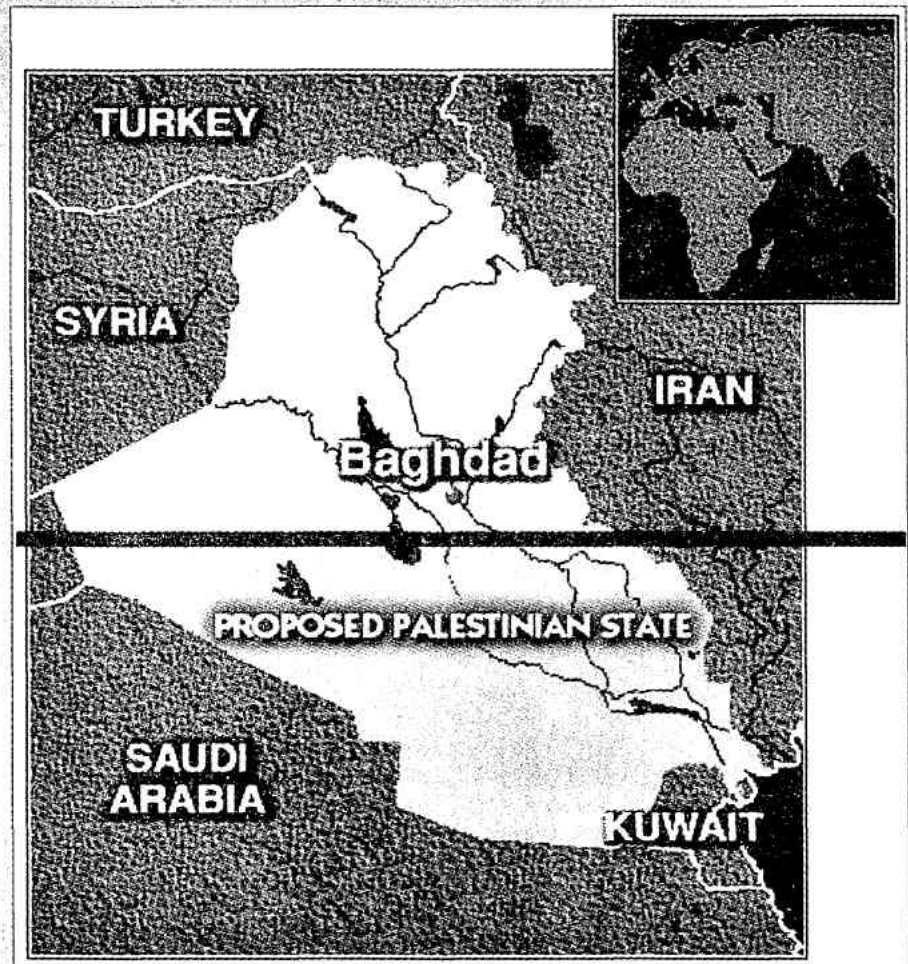 TURKEY
SYRIA
IRAN
Baghdad
PROPOSED PALESTINIAN STATE
SAUDI
ARABIA
KUWAIT